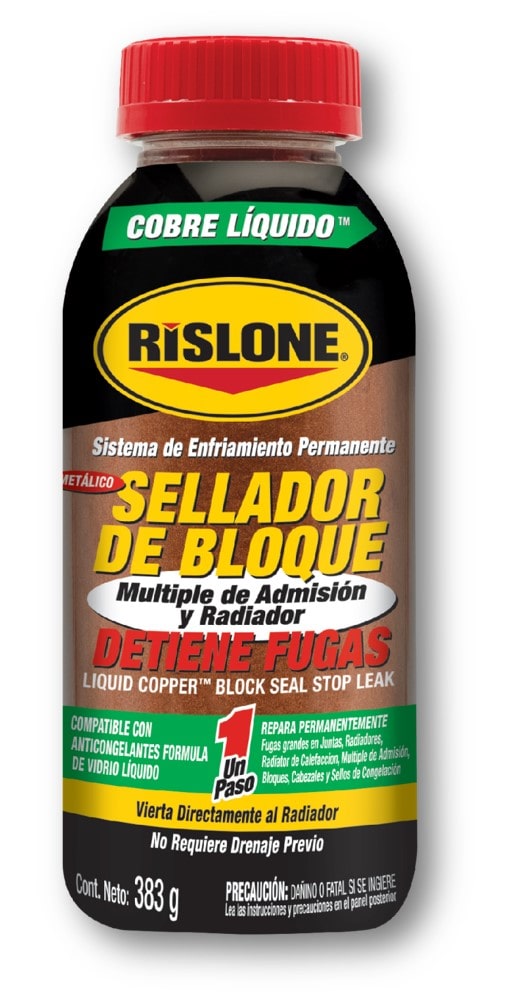 COBRE LÍQUIDO™
RiSLONE®
Sistema de Enfriamiento Permanente
METÁLICO
SELLADOR
DE BLOQUE
Multiple de Admisión
y Radiador
DETIENE FUGAS
LIQUID COPPER™ BLOCK SEAL STOP LEAK
COMPATIBLE CON
ANTICONGELANTES FORMULA
DE VIDRIO LÍQUIDO
1
Un
Paso
REPARA PERMANENTEMENTE
Fugas grandes en Juntas, Radiadores,
Radiator de Calefaccion, Multiple de Admisión,
Bloques, Cabezales y Sellos de Congelación
Vierta Directamente al Radiador
No Requiere Drenaje Previo
Cont. Neto: 383 g
PRECAUCIÓN: DAÑINO O FATAL SI SE INGIERE
Lea las instrucciones y precauciones en el panel posterior